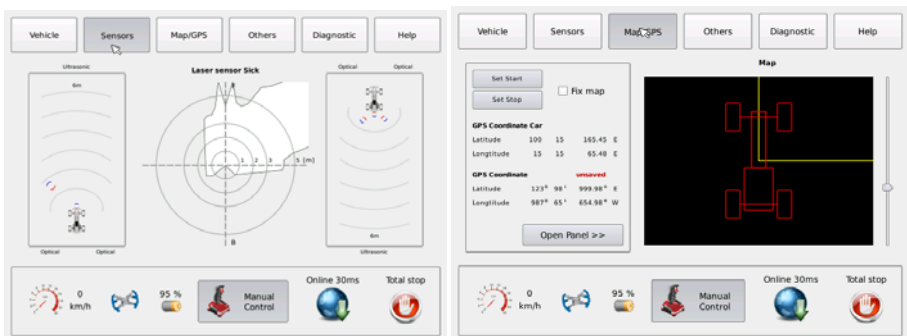 Vehicle Sensors Map/GPS Others Diagnostic Help
Ultrasonic
6m
Optical Optical
Laser sensor Sick
1 2 3 5 [m]
B
Optical Optical
6m
Ultrasonic
0
km/h
95 %
Manual
Control
Online 30ms
Total stop
Vehicle Sensors Map/GPS Others Diagnostic Help
Set Start
Set Stop
Fix map
GPS Coordinate Car
Latitude 100 15 165.45 E
Longtitude 15 15 65.48 E
GPS Coordinate unsaved
Latitude 123° 98' 999.98" E
Longtitude 987° 65' 654.98" W
Open Panel >>
Map
0
km/h
95 %
Manual
Control
Online 30ms
Total stop